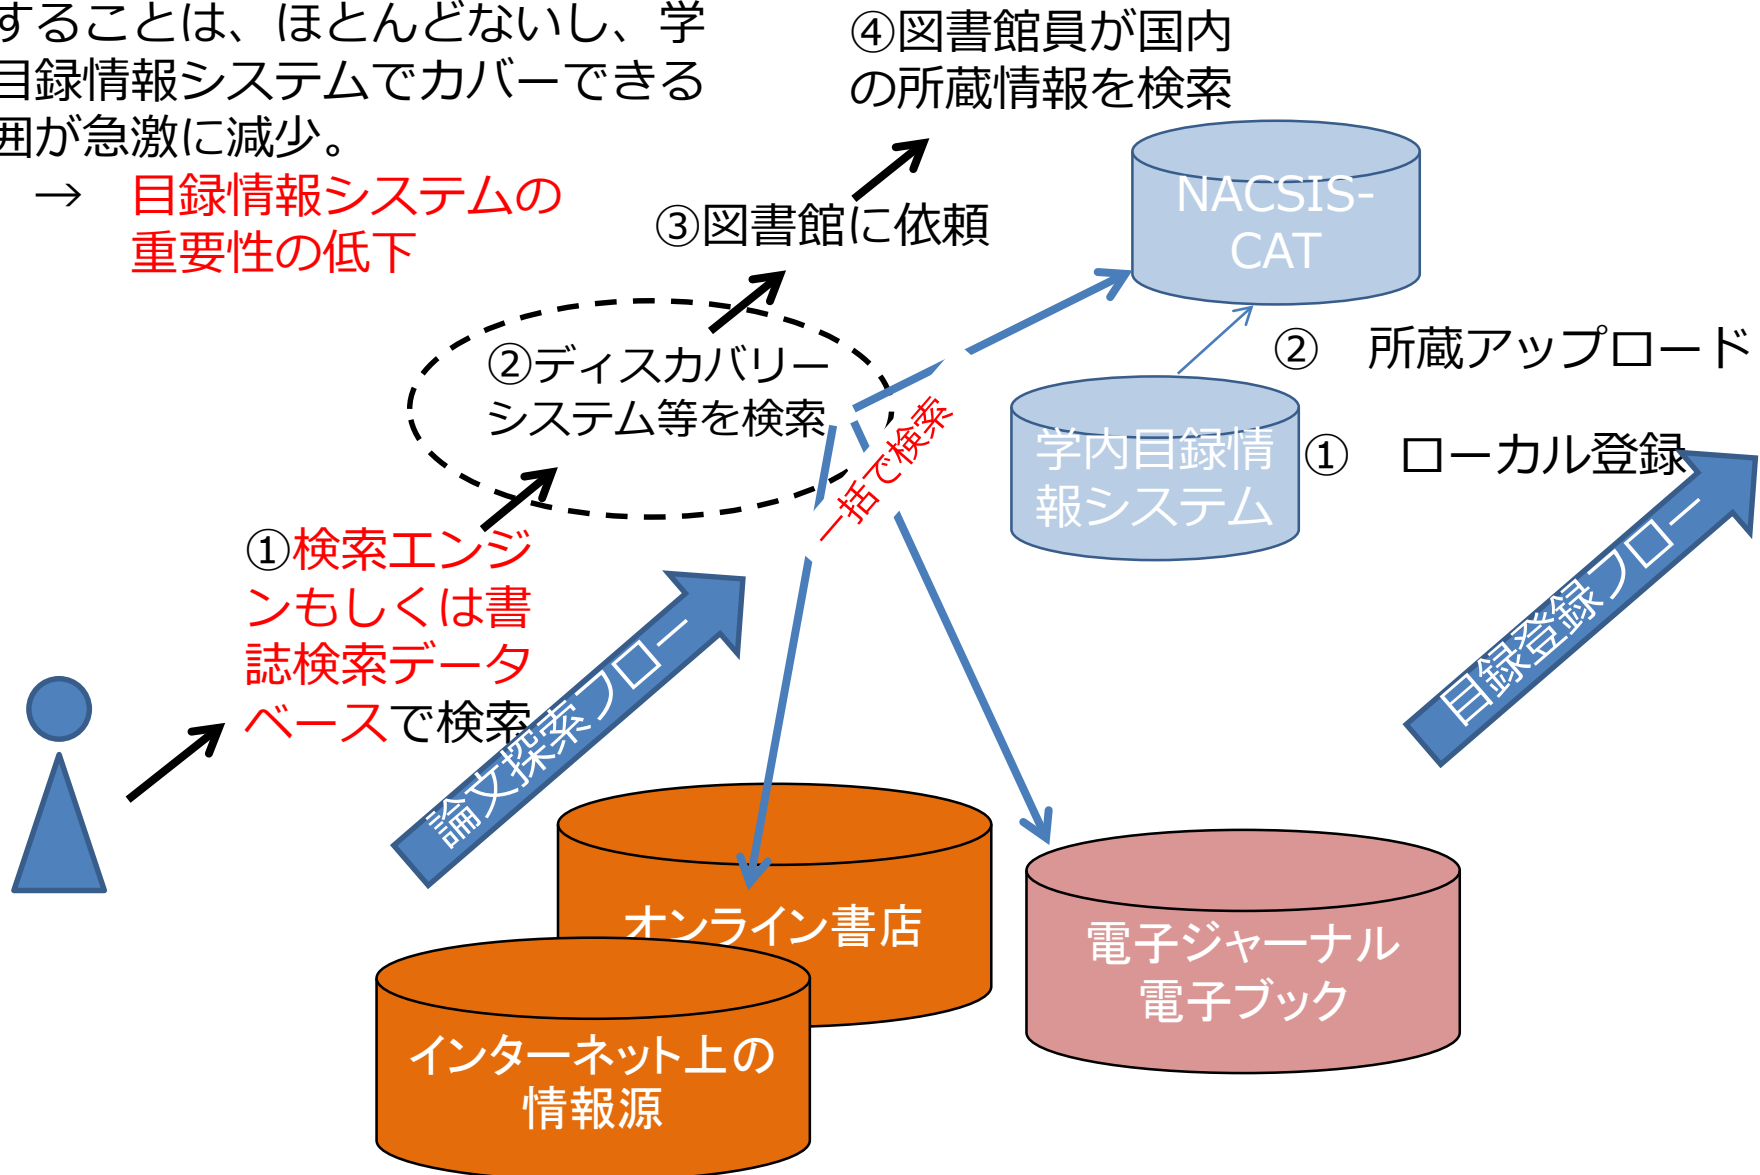 することは、ほとんどないし、学
目録情報システムでカバーできる
囲が急激に減少。
→　目録情報システムの
重要性の低下
④図書館員が国内
の所蔵情報を検索
③図書館に依頼
NACSIS-
CAT
②ディスカバリー
システム等を検索
②　所蔵アップロード
一括で検索
学内目録情
報システム
①　ローカル登録
①検索エンジ
ンもしくは書
誌検索データ
ベースで検索
論文探索フロー
目録登録フロー
オンライン書店
電子ジャーナル
電子ブック
インターネット上の
情報源